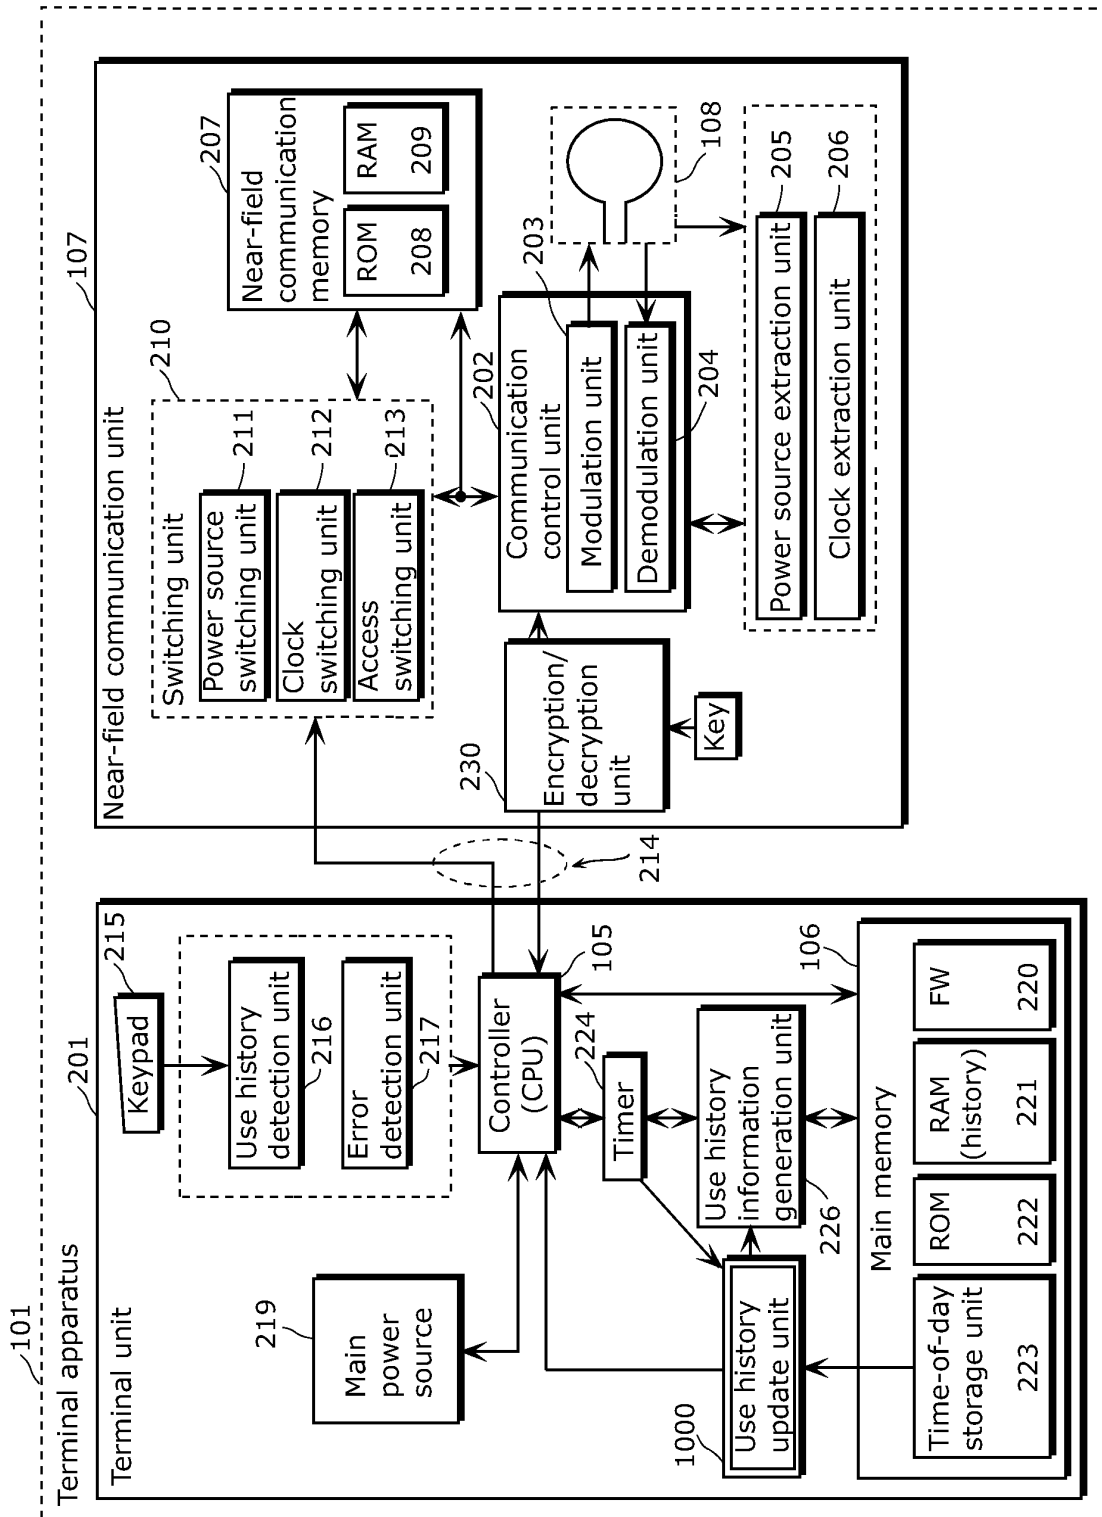 101
Terminal apparatus
201
Terminal unit
215
Keypad
Use history
detection unit
216
Error
detection unit
217
219
Main
power
source
Controller
(CPU)
105
224
Timer
Use history
information
generation unit
226
1000
Use history
update unit
106
Main memory
Time-of-day
storage unit
223
ROM
222
RAM
(history)
221
FW
220
214
107
Near-field communication unit
210
Switching unit
Power source
switching unit
211
Clock
switching unit
212
Access
switching unit
213
207
Near-field
communication
memory
ROM
208
RAM
209
230
Encryption/
decryption
unit
Key
202
Communication
control unit
203
Modulation unit
Demodulation unit
204
108
Power source extraction unit
205
Clock extraction unit
206